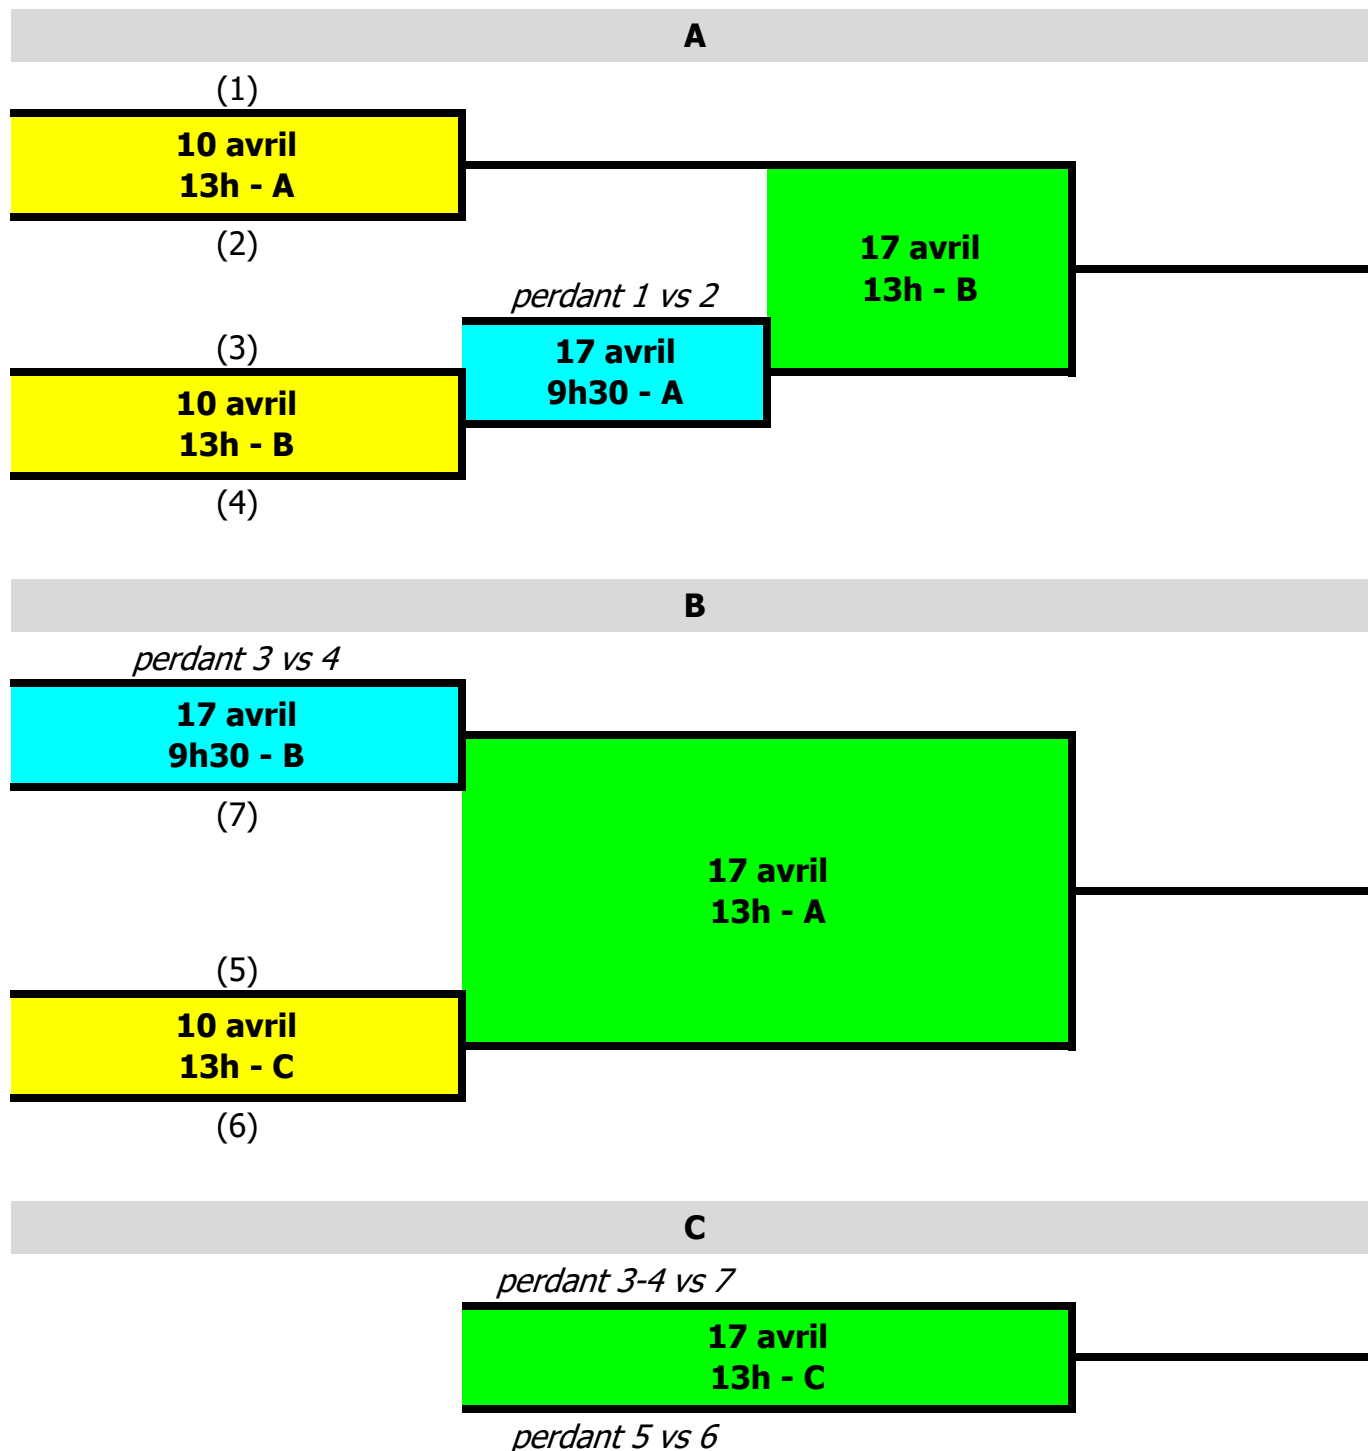 A
(1)
10 avril
13h - A
(2)
17 avril
13h - B
perdant 1 vs 2
17 avril
9h30 - A
(3)
10 avril
13h - B
(4)
B
perdant 3 vs 4
17 avril
9h30 - B
(7)
17 avril
13h - A
(5)
10 avril
13h - C
(6)
C
perdant 3-4 vs 7
17 avril
13h - C
perdant 5 vs 6